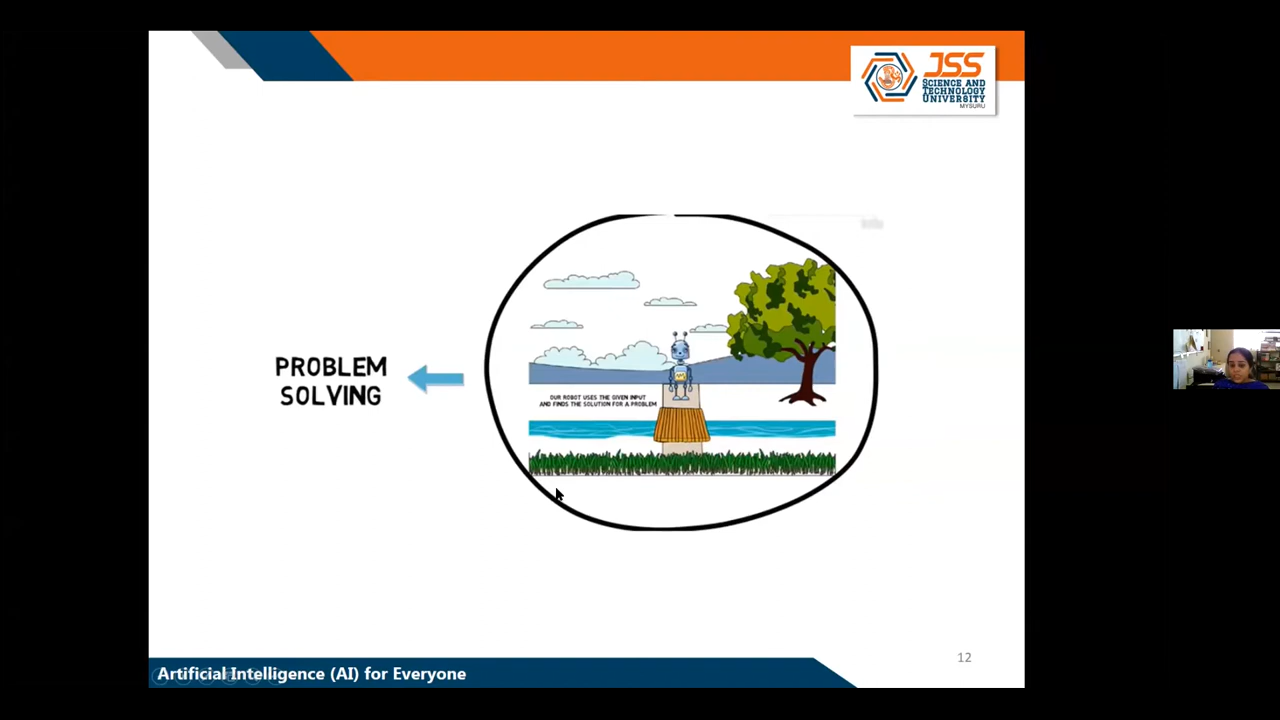 JSS
SCIENCE AND
TECHNOLOGY
UNIVERSITY
MYSURU
PROBLEM
SOLVING
OUR ROBOT USES THE GIVEN INPUT
AND FINDS THE SOLUTION FOR A PROBLEM
12
Artificial Intelligence (AI) for Everyone